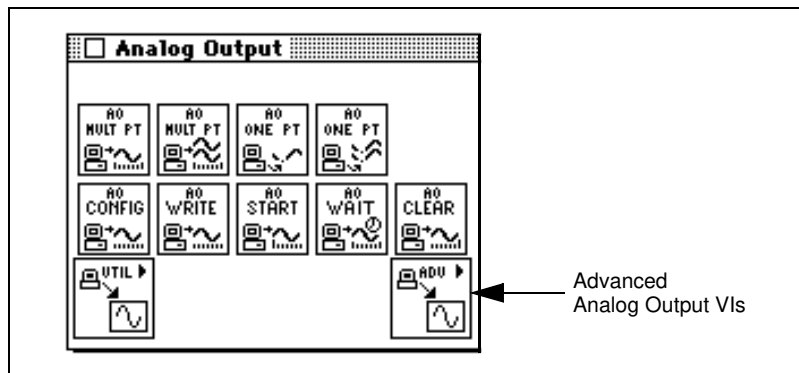 Analog Output
AO MULT PT
AO MULT PT
AO ONE PT
AO ONE PT
AO CONFIG
AO WRITE
AO START
AO WAIT
AO CLEAR
UTIL
ADV
Advanced
Analog Output VIs